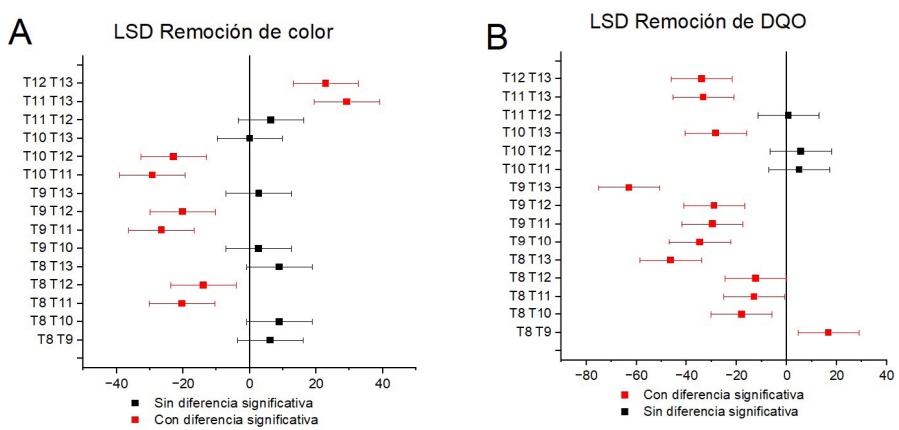 A
LSD Remoción de color
T12 T13
T11 T13
T11 T12
T10 T13
T10 T12
T10 T11
T9 T13
T9 T12
T9 T11
T9 T10
T8 T13
T8 T12
T8 T11
T8 T10
T8 T9
−40 −20 0 20 40
Sin diferencia significativa
Con diferencia significativa
B
LSD Remoción de DQO
T12 T13
T11 T13
T11 T12
T10 T13
T10 T12
T10 T11
T9 T13
T9 T12
T9 T11
T9 T10
T8 T13
T8 T12
T8 T11
T8 T10
T8 T9
−80 −60 −40 −20 0 20 40
Con diferencia significativa
Sin diferencia significativa